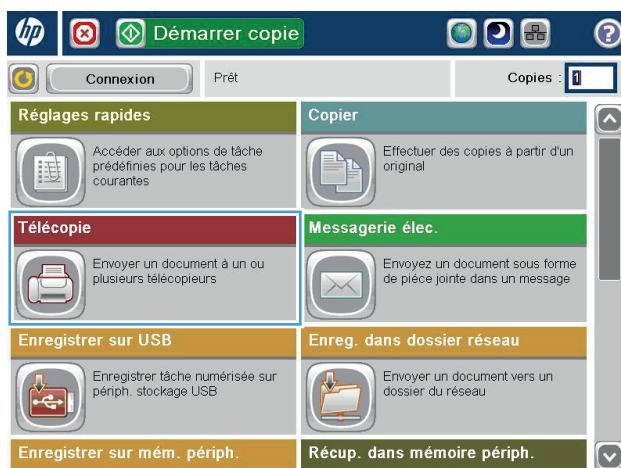 hp
Démarrer copie
?
Connexion
Prêt
Copies : 1
Réglages rapides
Accéder aux options de tâche
prédéfinies pour les tâches
courantes
Copier
Effectuer des copies à partir d'un
original
Télécopie
Envoyer un document à un ou
plusieurs télécopieurs
Messagerie élec.
Envoyez un document sous forme
de pièce jointe dans un message
Enregistrer sur USB
Enregistrer tâche numérisée sur
périph. stockage USB
Enreg. dans dossier réseau
Envoyer un document vers un
dossier du réseau
Enregistrer sur mém. périph.
Récup. dans mémoire périph.